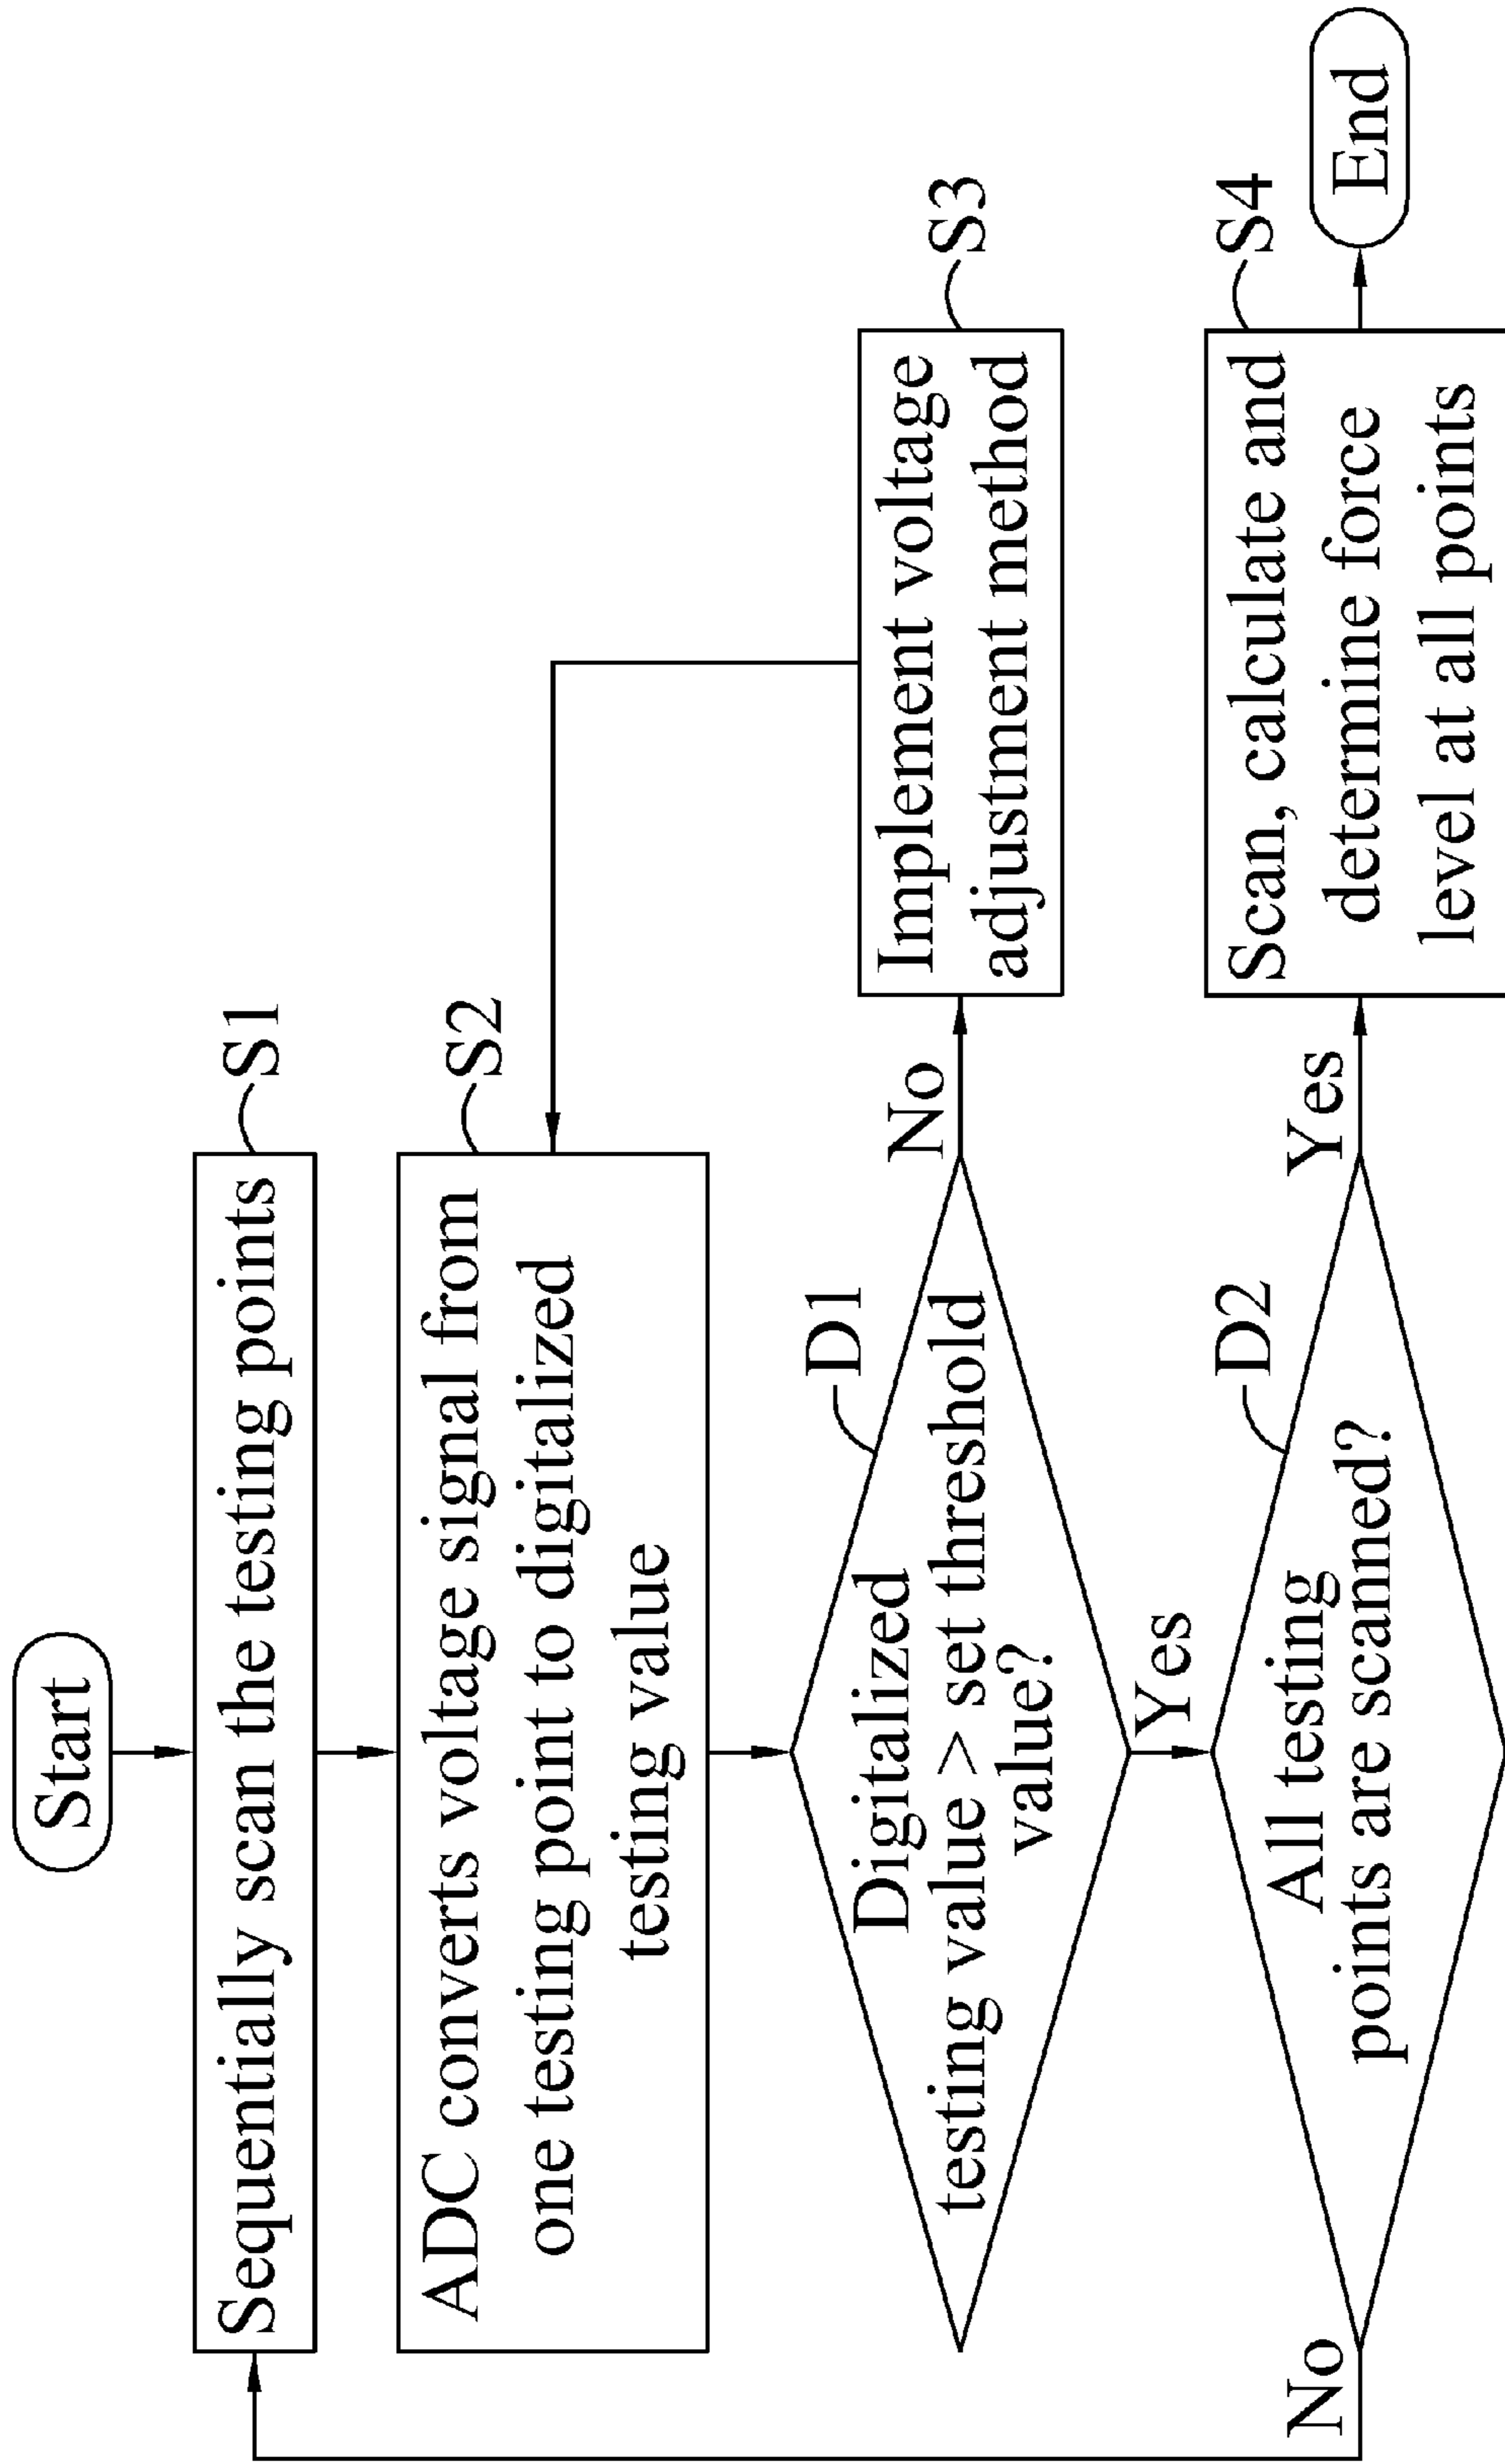 Start
Sequentially scan the testing points
S1
ADC converts voltage signal from
one testing point to digitalized
testing value
S2
Digitalized
testing value > set threshold
value?
D1
No
Implement voltage
adjustment method
S3
Yes
All testing
points are scanned?
D2
No
Yes
Scan, calculate and
determine force
level at all points
S4
End